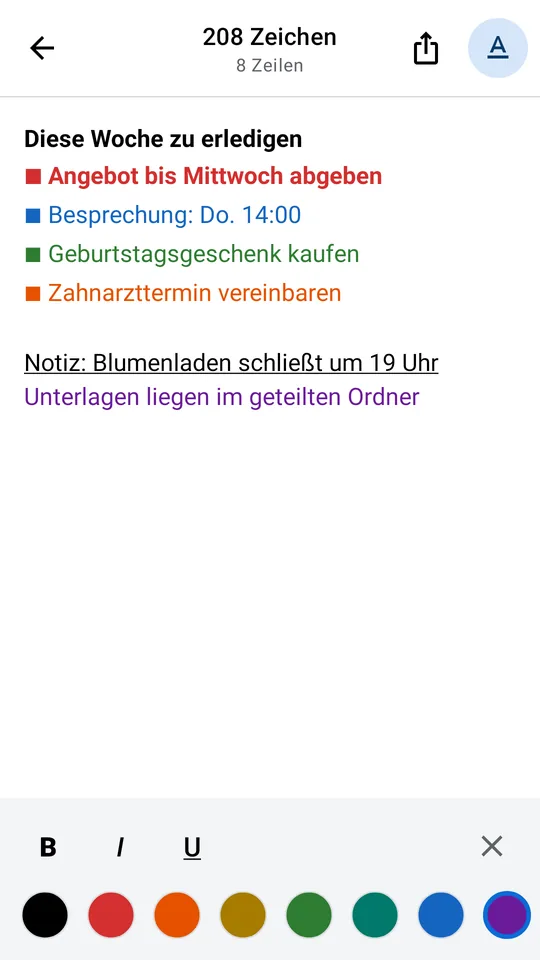 208 Zeichen
8 Zeilen
A
Diese Woche zu erledigen
■ Angebot bis Mittwoch abgeben
■ Besprechung: Do. 14:00
■ Geburtstagsgeschenk kaufen
■ Zahnarzttermin vereinbaren
Notiz: Blumenladen schließt um 19 Uhr
Unterlagen liegen im geteilten Ordner
B I U